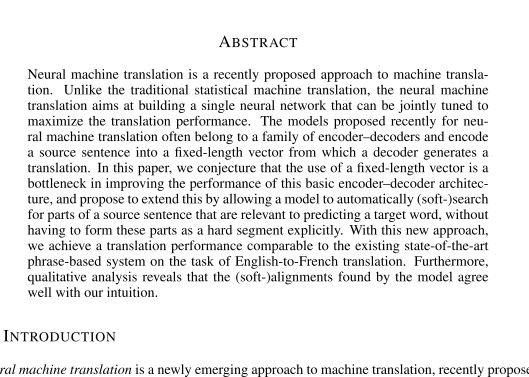 ABSTRACT
Neural machine translation is a recently proposed approach to machine transla-
tion. Unlike the traditional statistical machine translation, the neural machine
translation aims at building a single neural network that can be jointly tuned to
maximize the translation performance. The models proposed recently for neu-
ral machine translation often belong to a family of encoder–decoders and encode
a source sentence into a fixed-length vector from which a decoder generates a
translation. In this paper, we conjecture that the use of a fixed-length vector is a
bottleneck in improving the performance of this basic encoder–decoder architec-
ture, and propose to extend this by allowing a model to automatically (soft-)search
for parts of a source sentence that are relevant to predicting a target word, without
having to form these parts as a hard segment explicitly. With this new approach,
we achieve a translation performance comparable to the existing state-of-the-art
phrase-based system on the task of English-to-French translation. Furthermore,
qualitative analysis reveals that the (soft-)alignments found by the model agree
well with our intuition.
INTRODUCTION
ral machine translation is a newly emerging approach to machine translation, recently propose